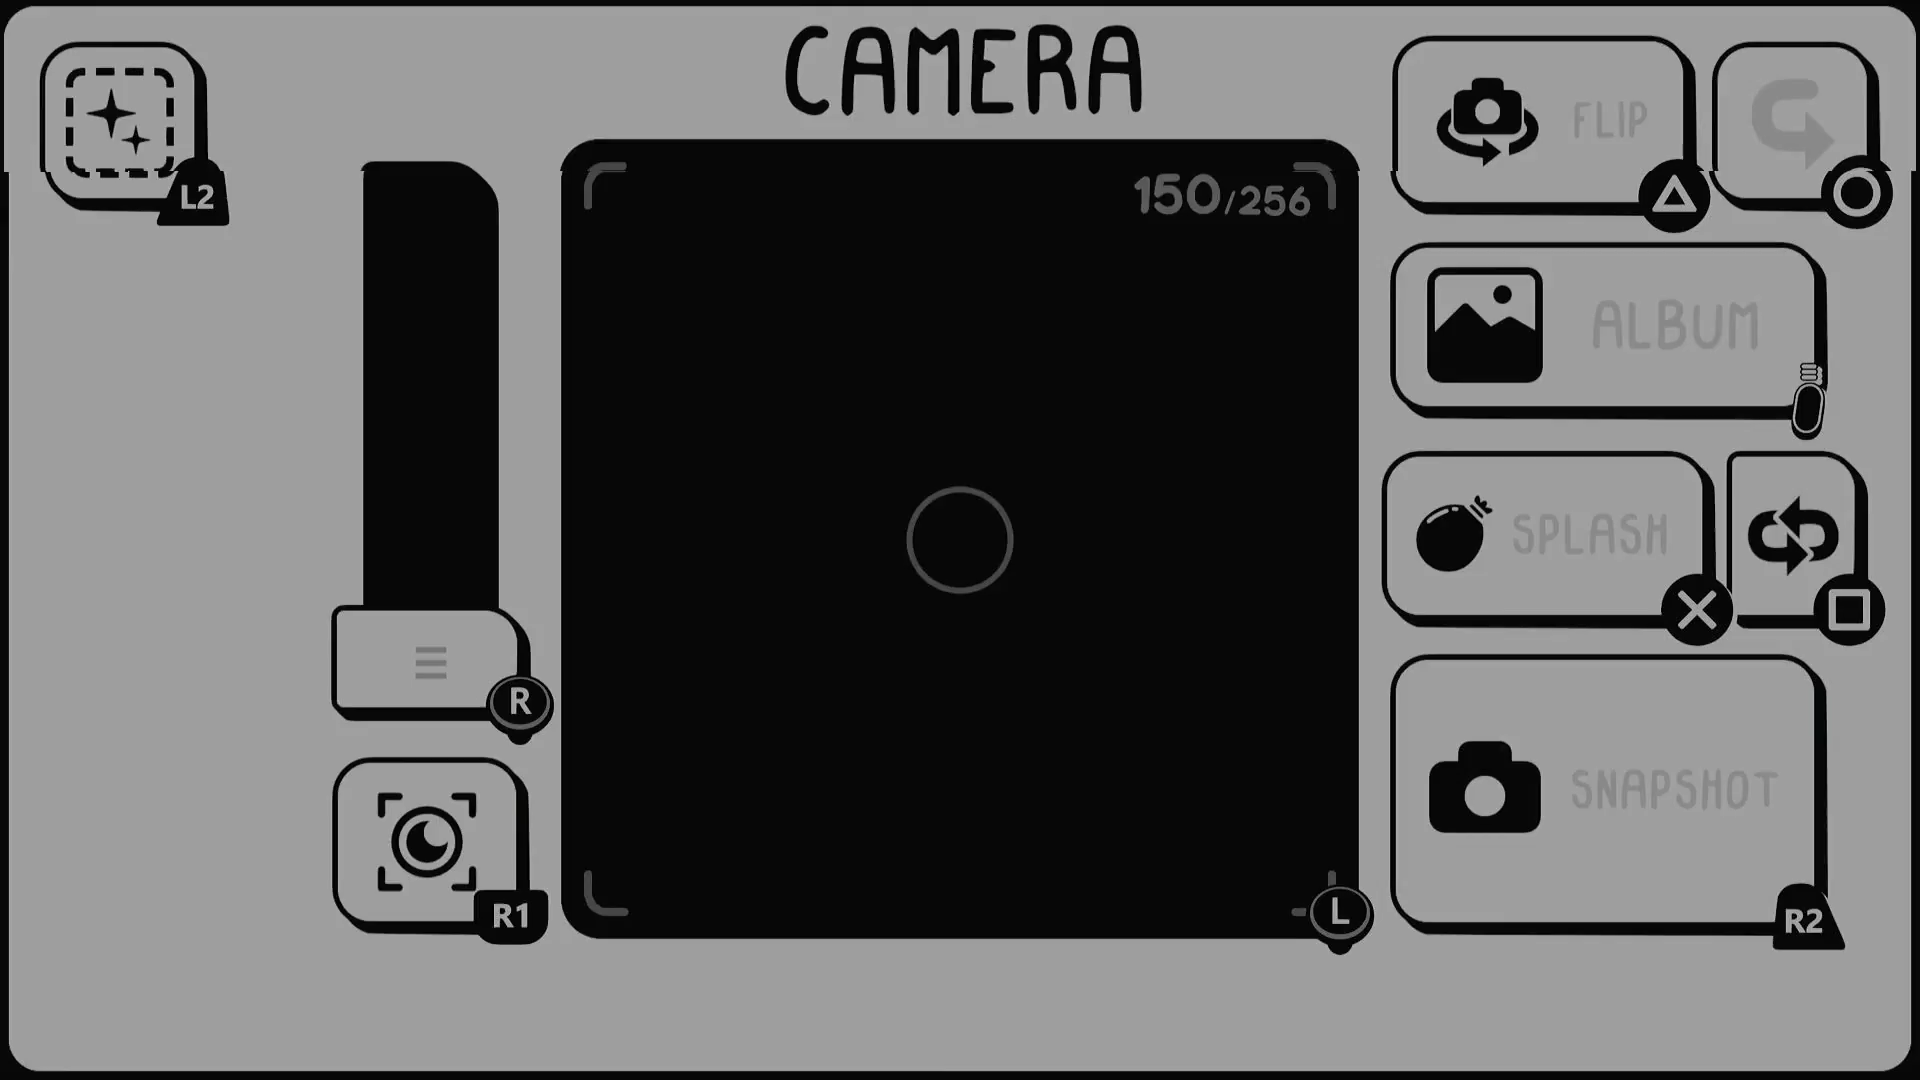 CAMERA
L2
150/256
FLIP
ALBUM
SPLASH
R
SNAPSHOT
R1
L
R2